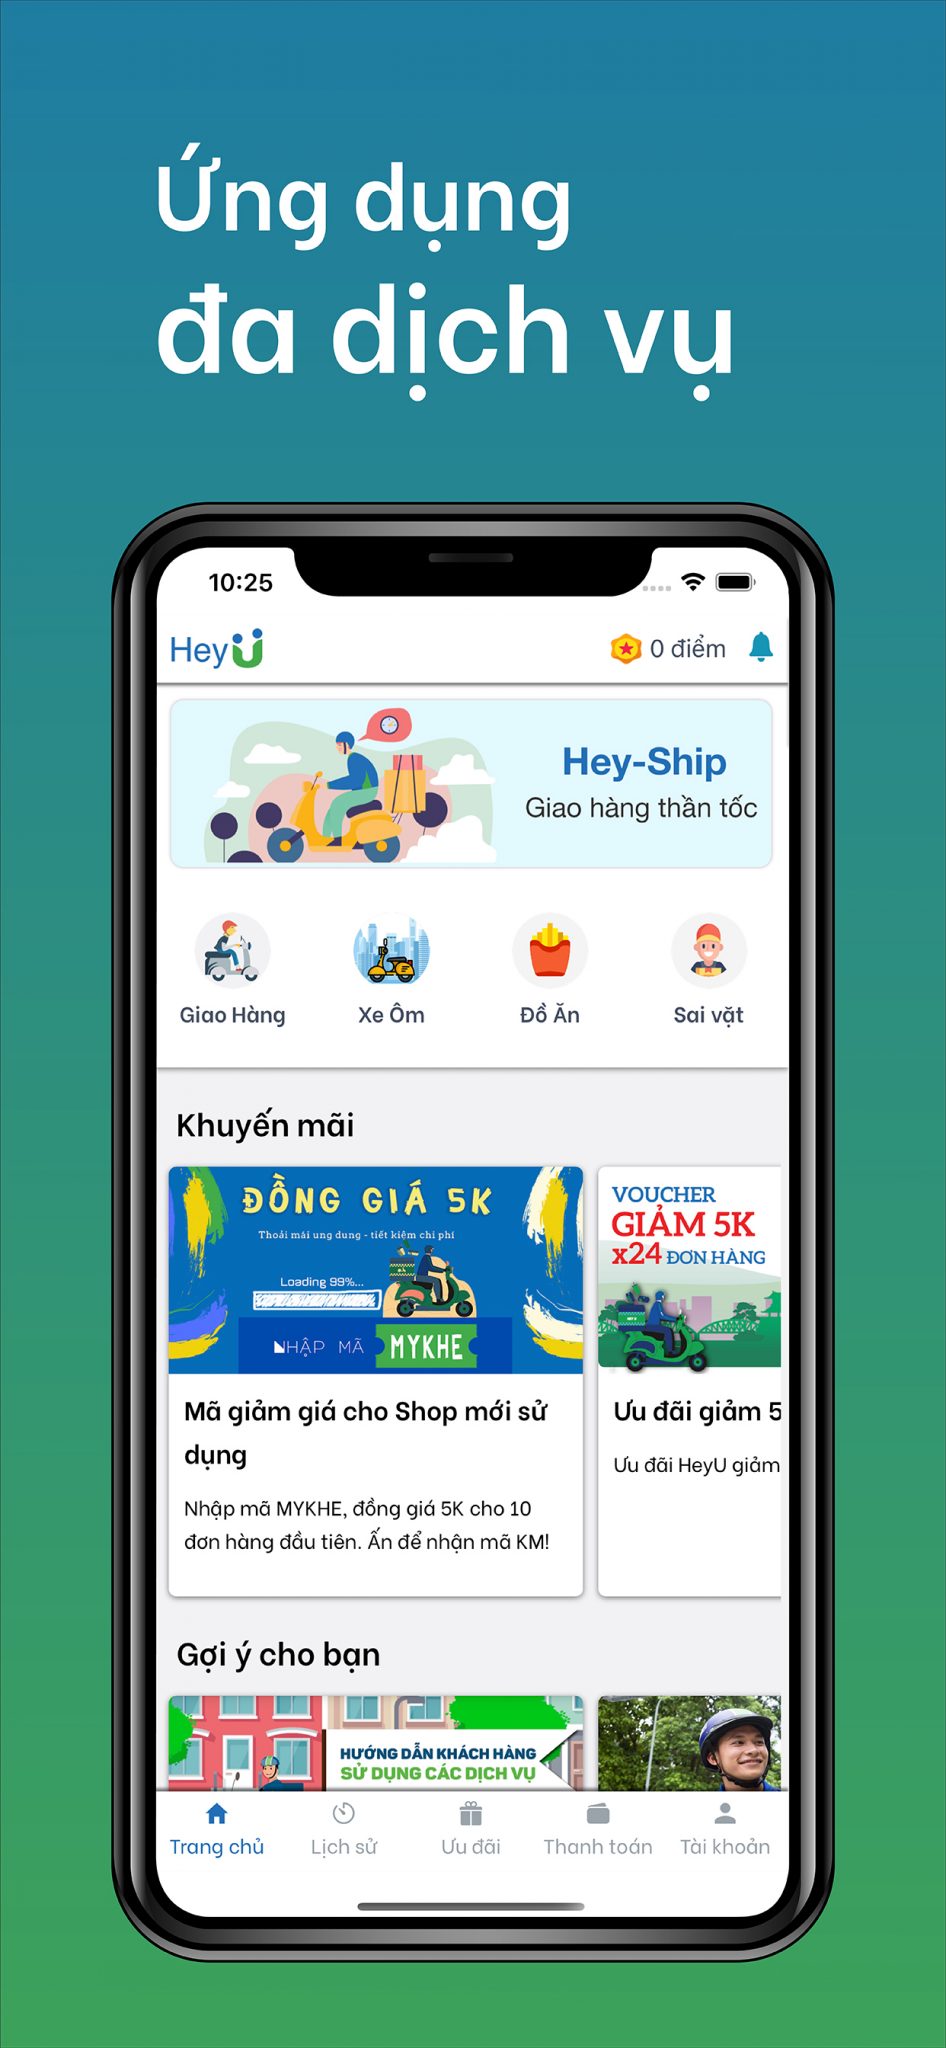 Ứng dụng
đa dịch vụ
10:25
HeyU
0 điểm
Hey-Ship
Giao hàng thần tốc
Giao Hàng
Xe Ôm
Đồ Ăn
Sai vặt
Khuyến mãi
ĐỒNG GIÁ 5K
Thoải mái ung dung - tiết kiệm chi phí
Loading 99%...
NHẬP MÃ MYKHE
VOUCHER
GIẢM 5K
x24 ĐƠN HÀNG
Mã giảm giá cho Shop mới sử
dụng
Nhập mã MYKHE, đồng giá 5K cho 10
đơn hàng đầu tiên. Ấn để nhận mã KM!
Ưu đãi giảm 5
Ưu đãi HeyU giảm
Gợi ý cho bạn
HƯỚNG DẪN KHÁCH HÀNG
SỬ DỤNG CÁC DỊCH VỤ
Trang chủ
Lịch sử
Ưu đãi
Thanh toán
Tài khoản